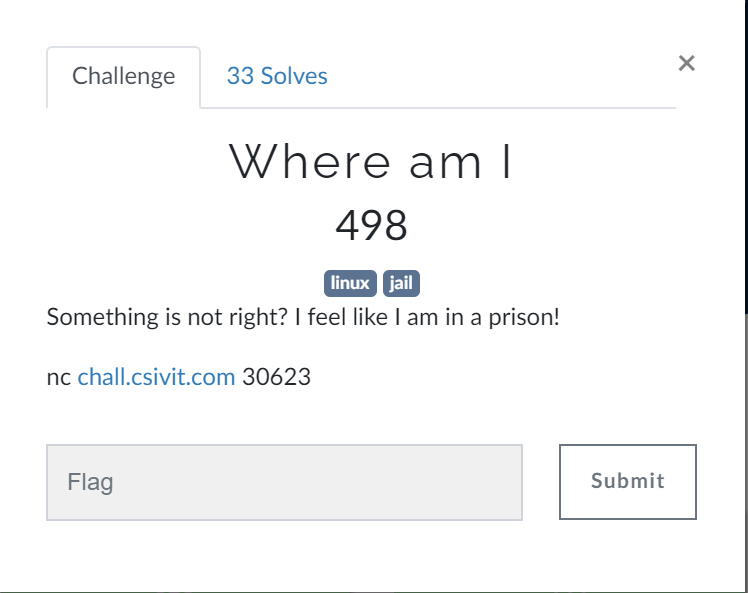 Challenge 33 Solves ×
Where am I
498
linux jail
Something is not right? I feel like I am in a prison!
nc chall.csivit.com 30623
Flag Submit